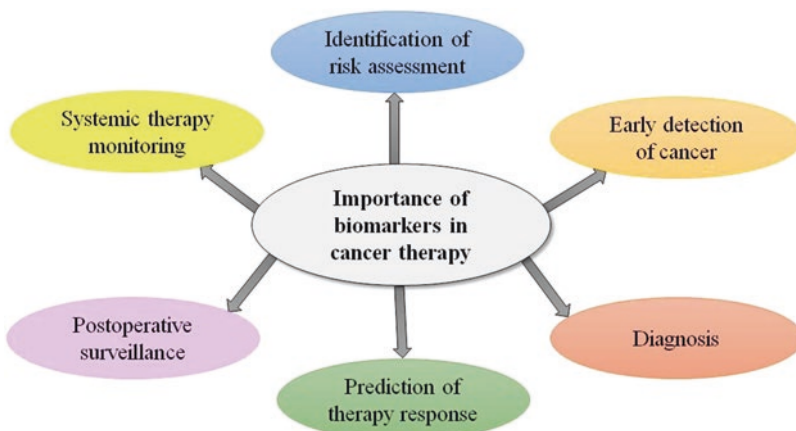 Identification of
risk assessment
Systemic therapy
monitoring
Early detection
of cancer
Importance of
biomarkers in
cancer therapy
Postoperative
surveillance
Diagnosis
Prediction of
therapy response